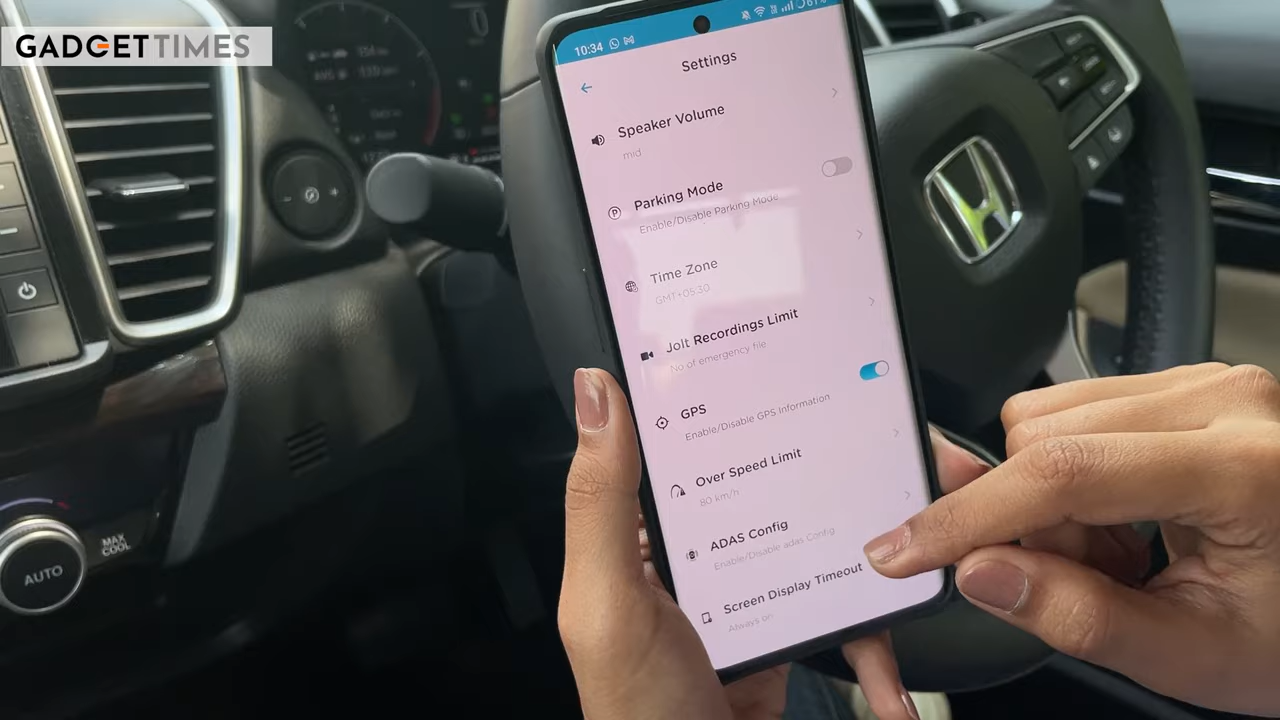 GADGETTIMES
10:34
61%
Settings
Speaker Volume
mid
Parking Mode
Enable/Disable Parking Mode
Time Zone
GMT+05:30
Jolt Recordings Limit
No of emergency file
GPS
Enable/Disable GPS Information
Over Speed Limit
80 km/h
ADAS Config
Enable/Disable adas Config
Screen Display Timeout
Always on
AUTO
MAX
COOL